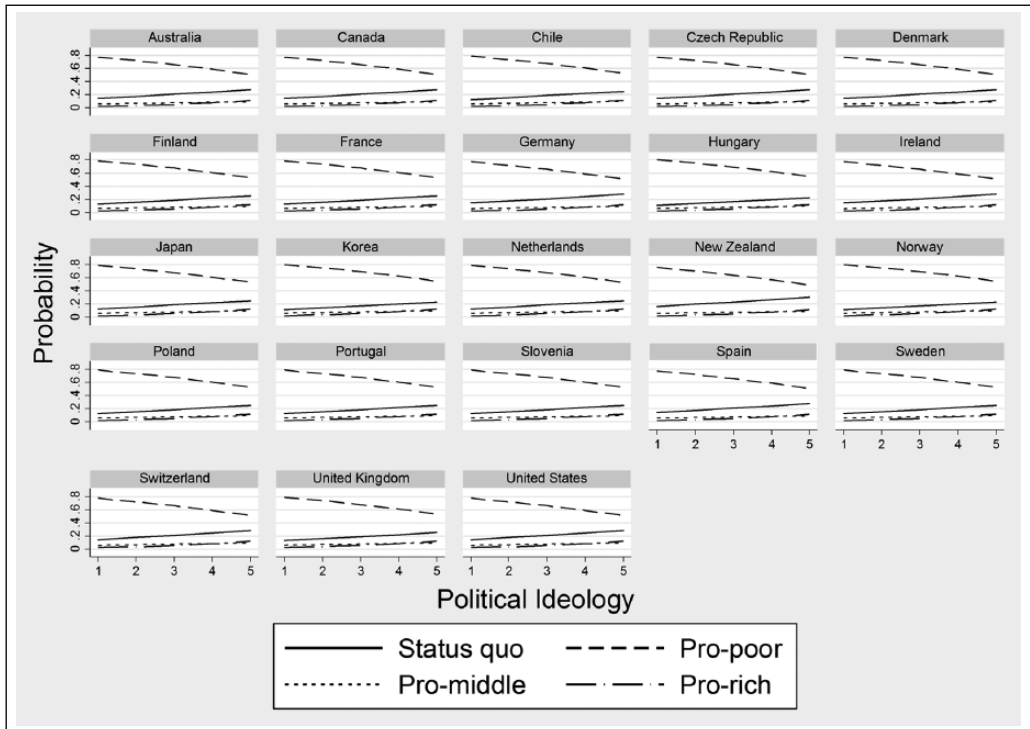 Australia Canada Chile Czech Republic Denmark
0 .2 .4 .6 .8
Finland France Germany Hungary Ireland
0 .2 .4 .6 .8
Japan Korea Netherlands New Zealand Norway
0 .2 .4 .6 .8
Poland Portugal Slovenia Spain Sweden
0 .2 .4 .6 .8
1 2 3 4 5 1 2 3 4 5
Switzerland United Kingdom United States
0 .2 .4 .6 .8
1 2 3 4 5 1 2 3 4 5 1 2 3 4 5
Probability
Political Ideology
Status quo Pro-poor
Pro-middle Pro-rich